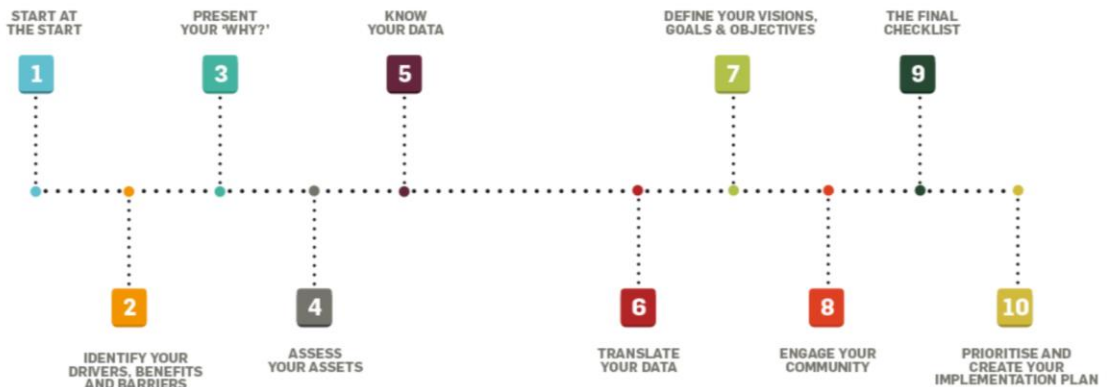 START AT
THE START
1
PRESENT
YOUR ‘WHY?’
3
KNOW
YOUR DATA
5
DEFINE YOUR VISIONS,
GOALS & OBJECTIVES
7
THE FINAL
CHECKLIST
9
2
IDENTIFY YOUR
DRIVERS, BENEFITS
AND BARRIERS
4
ASSESS
YOUR ASSETS
6
TRANSLATE
YOUR DATA
8
ENGAGE YOUR
COMMUNITY
10
PRIORITISE AND
CREATE YOUR
IMPLEMENTATION PLAN